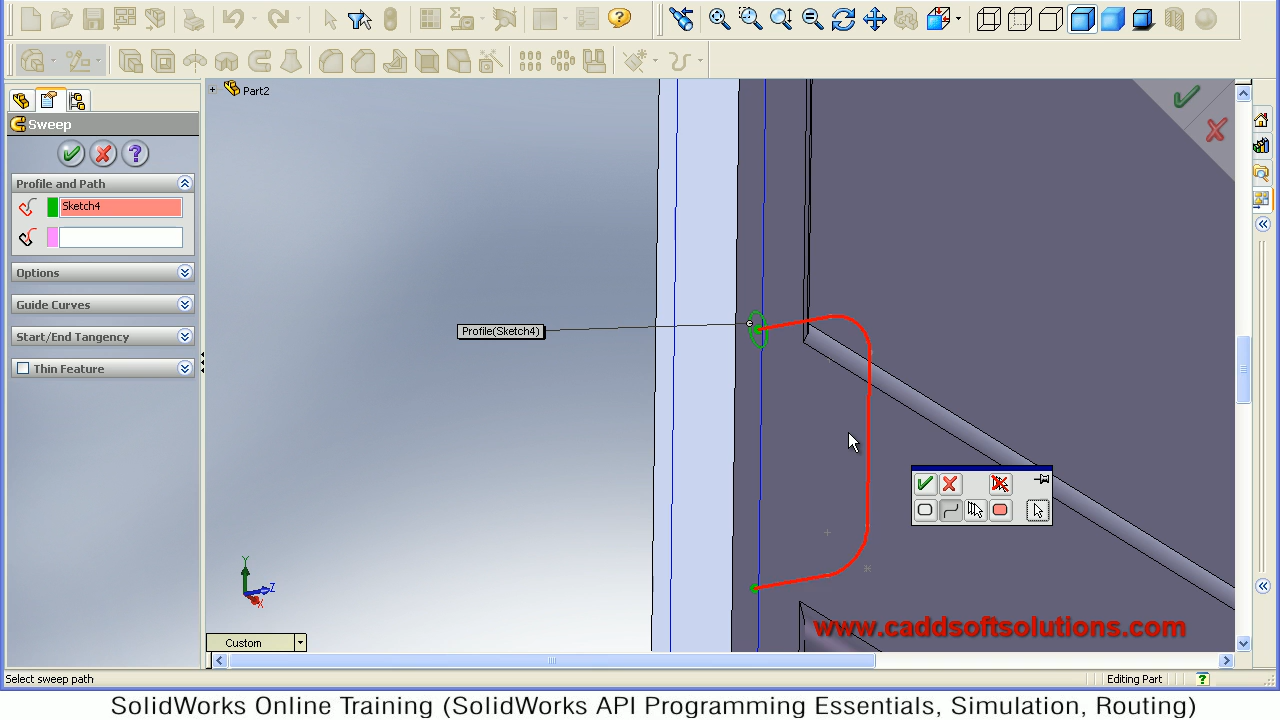 Part2
Sweep
Profile and Path
Sketch4
Options
Guide Curves
Start/End Tangency
Thin Feature
Profile(Sketch4)
Y
Z
X
Custom
www.caddsoftsolutions.com
Select sweep path
Editing Part
SolidWorks Online Training (SolidWorks API Programming Essentials, Simulation, Routing)